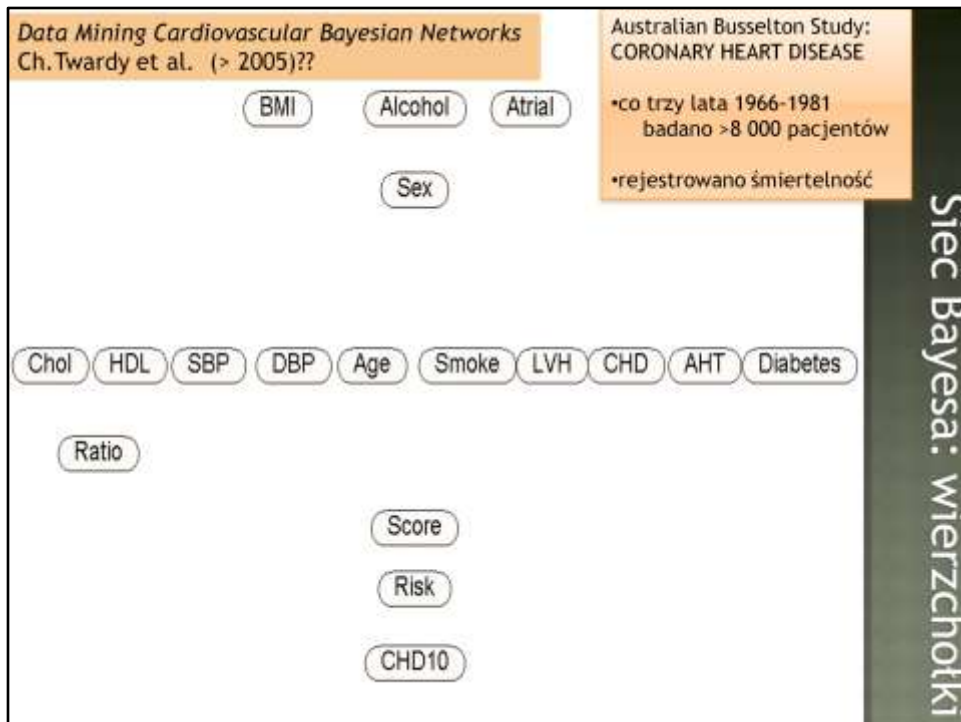 Data Mining Cardiovascular Bayesian Networks
Ch. Twardy et al. (> 2005)??
Australian Busselton Study:
CORONARY HEART DISEASE
•co trzy lata 1966-1981
badano >8 000 pacjentów
•rejestrowano śmiertelność
BMI Alcohol Atrial
Sex
Chol HDL SBP DBP Age Smoke LVH CHD AHT Diabetes
Ratio
Score
Risk
CHD10
Siec Bayesa: wierzchołki